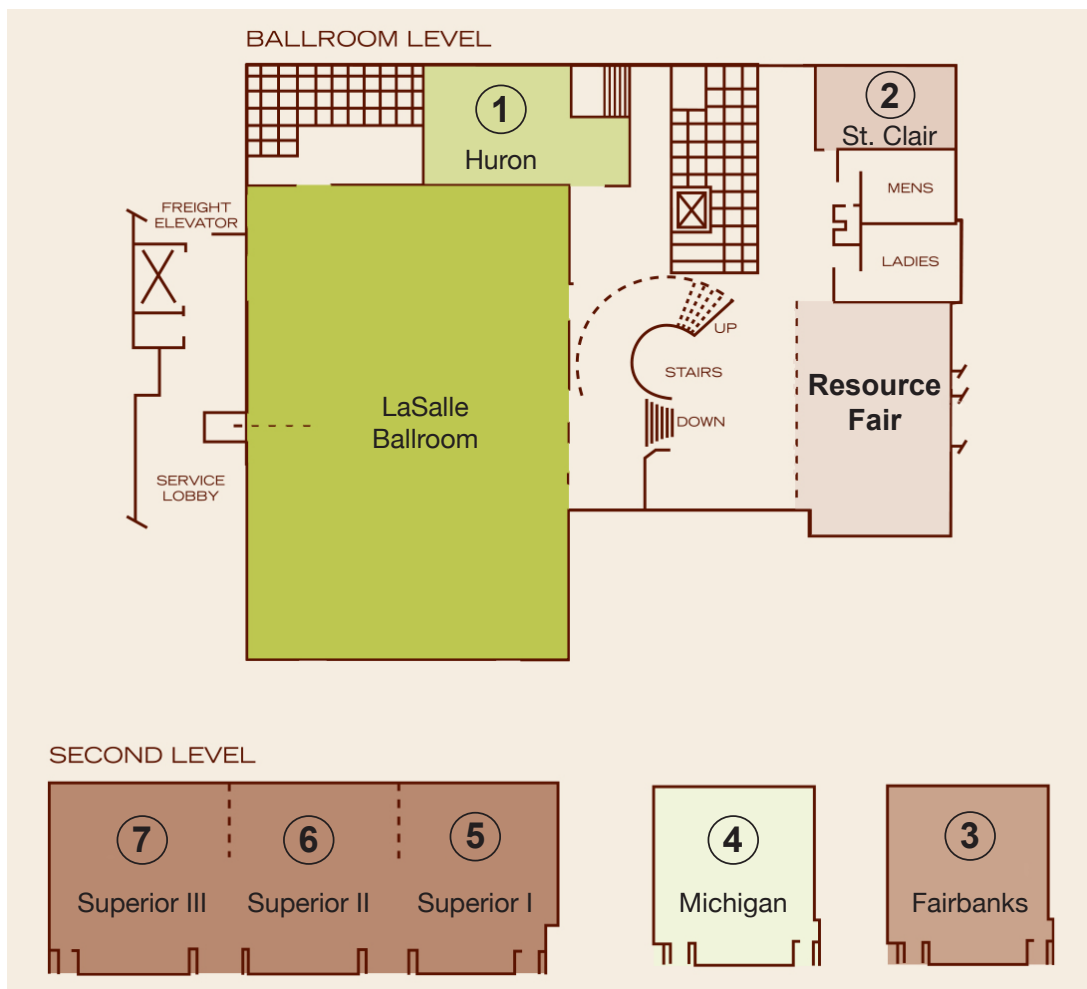 BALLROOM LEVEL
1
Huron
2
St. Clair
MENS
LADIES
FREIGHT
ELEVATOR
UP
STAIRS
DOWN
Resource
Fair
LaSalle
Ballroom
SERVICE
LOBBY
SECOND LEVEL
7
Superior III
6
Superior II
5
Superior I
4
Michigan
3
Fairbanks